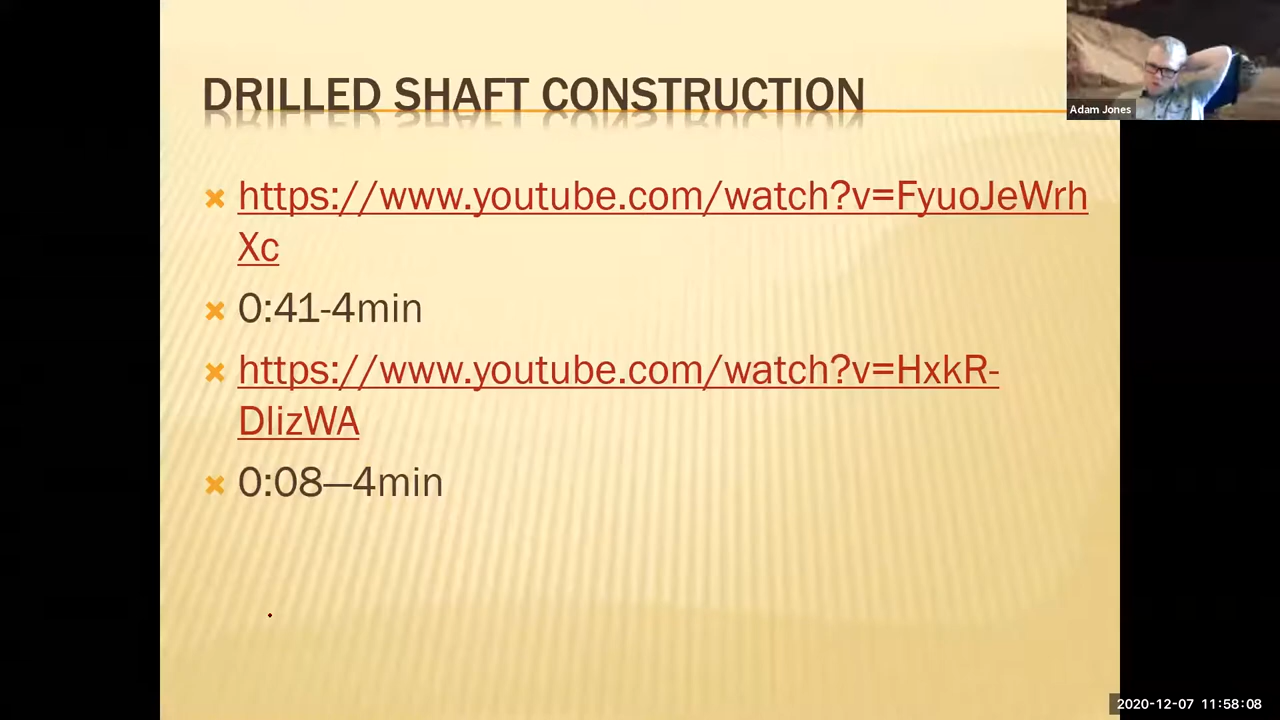 DRILLED SHAFT CONSTRUCTION
Adam Jones
https://www.youtube.com/watch?v=FyuoJeWrh
Xc
0:41-4min
https://www.youtube.com/watch?v=HxkR-
DlizWA
0:08—4min
2020-12-07 11:58:08